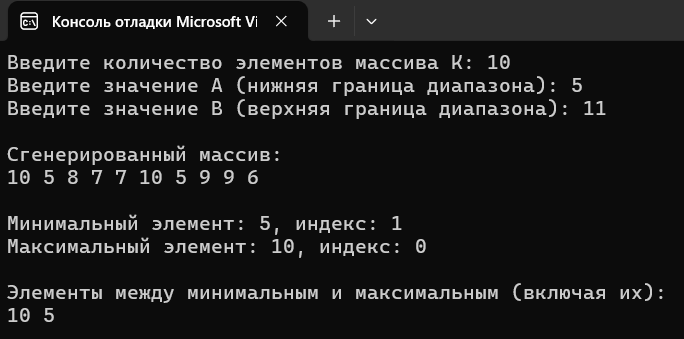 Консоль отладки Microsoft Vi
Введите количество элементов массива К: 10
Введите значение A (нижняя граница диапазона): 5
Введите значение B (верхняя граница диапазона): 11
Сгенерированный массив:
10 5 8 7 7 10 5 9 9 6
Минимальный элемент: 5, индекс: 1
Максимальный элемент: 10, индекс: 0
Элементы между минимальным и максимальным (включая их):
10 5